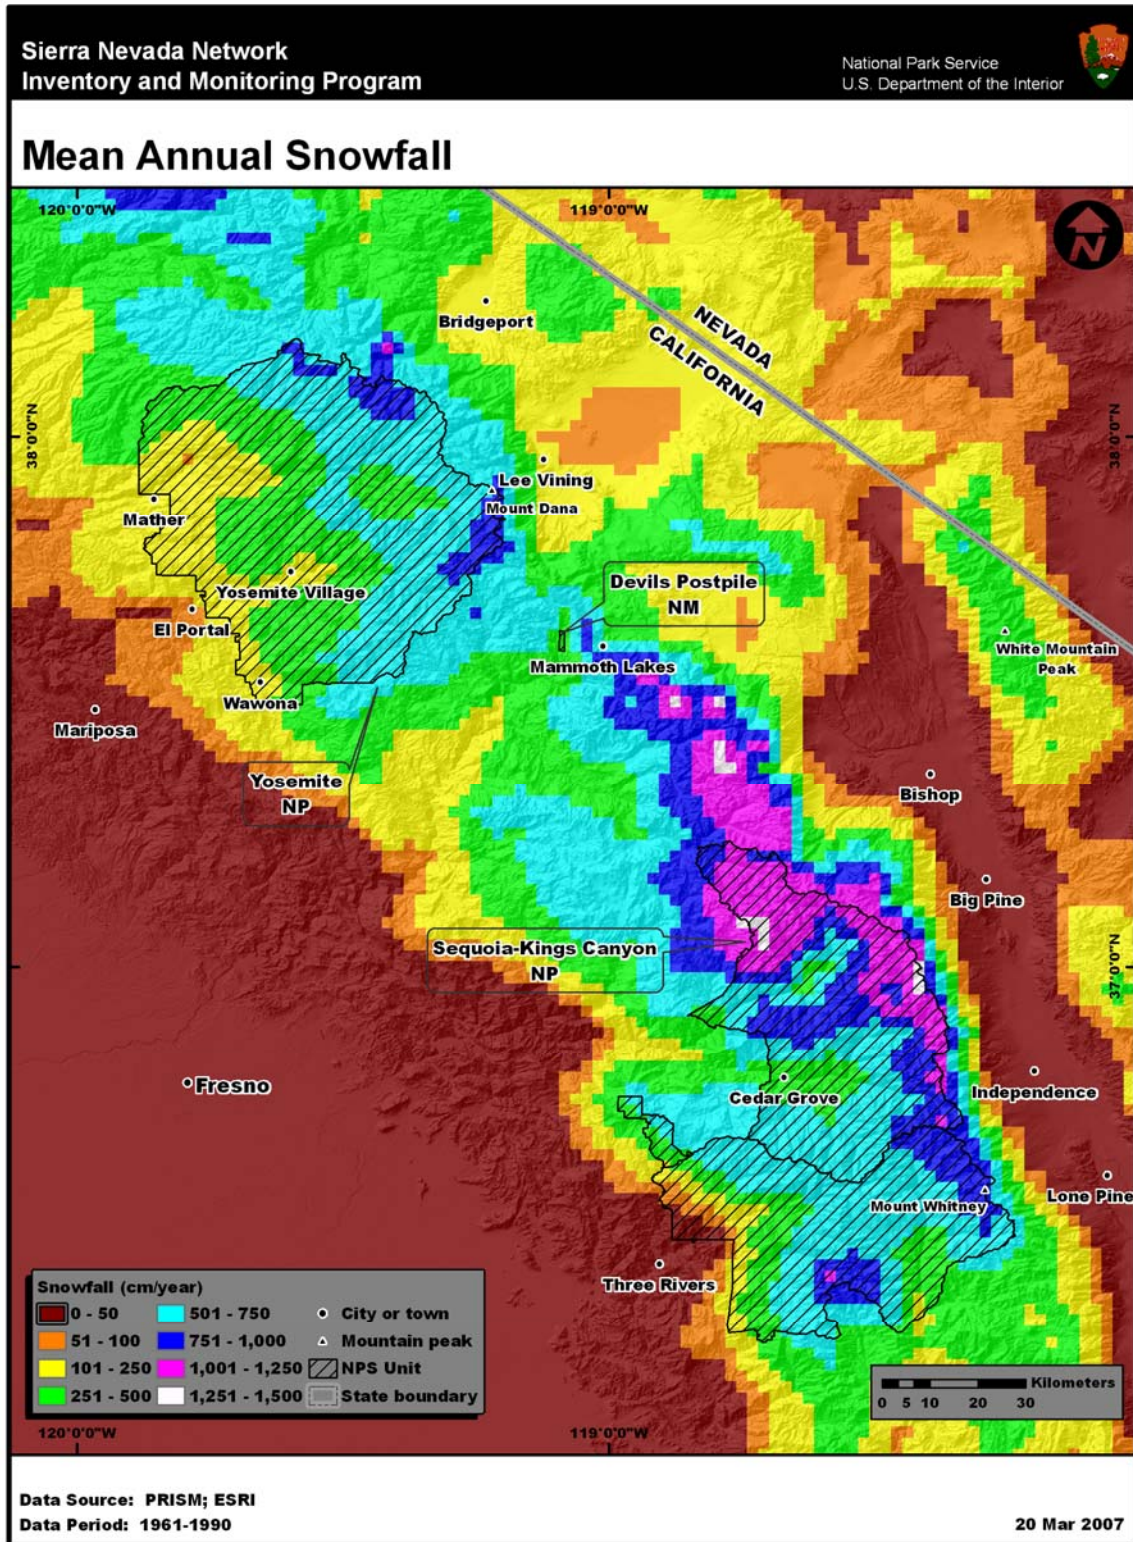 Sierra Nevada Network
Inventory and Monitoring Program
National Park Service
U.S. Department of the Interior
Mean Annual Snowfall
120°0'0"W
119°0'0"W
N
Bridgeport
NEVADA
CALIFORNIA
38°0'0"N
38°0'0"N
Lee Vining
Mount Dana
Mather
Devils Postpile
NM
Yosemite Village
El Portal
White Mountain
Peak
Mammoth Lakes
Wawona
Mariposa
Yosemite
NP
Bishop
Big Pine
Sequoia-Kings Canyon
NP
37°0'0"N
Fresno
Cedar Grove
Independence
Mount Whitney
Lone Pine
Three Rivers
Snowfall (cm/year)
0 - 50
51 - 100
101 - 250
251 - 500
501 - 750
751 - 1,000
1,001 - 1,250
1,251 - 1,500
City or town
Mountain peak
NPS Unit
State boundary
Kilometers
0 5 10 20 30
120°0'0"W
119°0'0"W
Data Source: PRISM; ESRI
Data Period: 1961-1990
20 Mar 2007